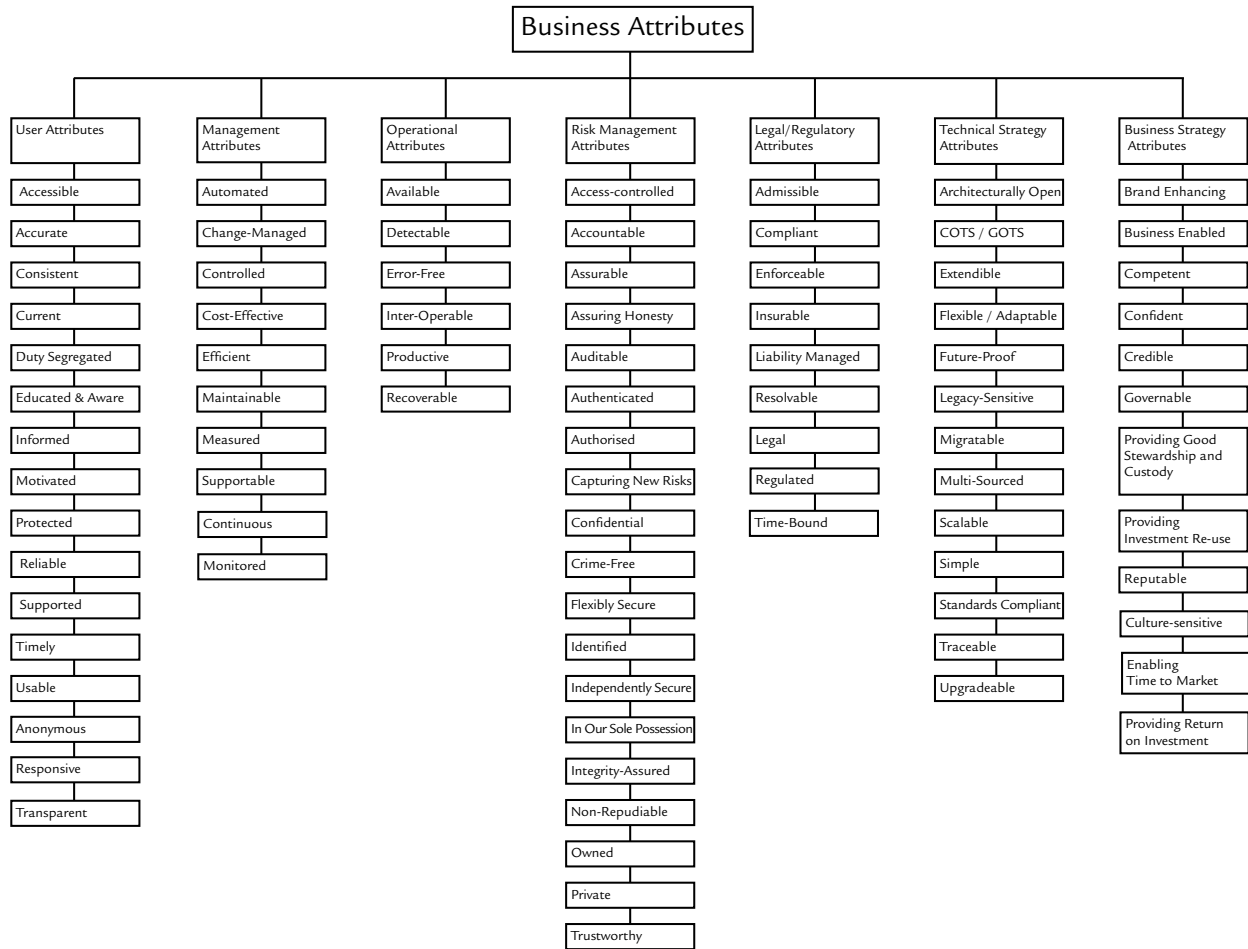 Business Attributes
User Attributes
Accessible
Accurate
Consistent
Current
Duty Segregated
Educated & Aware
Informed
Motivated
Protected
Reliable
Supported
Timely
Usable
Anonymous
Responsive
Transparent
Management
Attributes
Automated
Change-Managed
Controlled
Cost-Effective
Efficient
Maintainable
Measured
Supportable
Continuous
Monitored
Operational
Attributes
Available
Detectable
Error-Free
Inter-Operable
Productive
Recoverable
Risk Management
Attributes
Access-controlled
Accountable
Assurable
Assuring Honesty
Auditable
Authenticated
Authorised
Capturing New Risks
Confidential
Crime-Free
Flexibly Secure
Identified
Independently Secure
In Our Sole Possession
Integrity-Assured
Non-Repudiable
Owned
Private
Trustworthy
Legal/Regulatory
Attributes
Admissible
Compliant
Enforceable
Insurable
Liability Managed
Resolvable
Legal
Regulated
Time-Bound
Technical Strategy
Attributes
Architecturally Open
COTS / GOTS
Extendible
Flexible / Adaptable
Future-Proof
Legacy-Sensitive
Migratable
Multi-Sourced
Scalable
Simple
Standards Compliant
Traceable
Upgradeable
Business Strategy
Attributes
Brand Enhancing
Business Enabled
Competent
Confident
Credible
Governable
Providing Good
Stewardship and
Custody
Providing
Investment Re-use
Reputable
Culture-sensitive
Enabling
Time to Market
Providing Return
on Investment